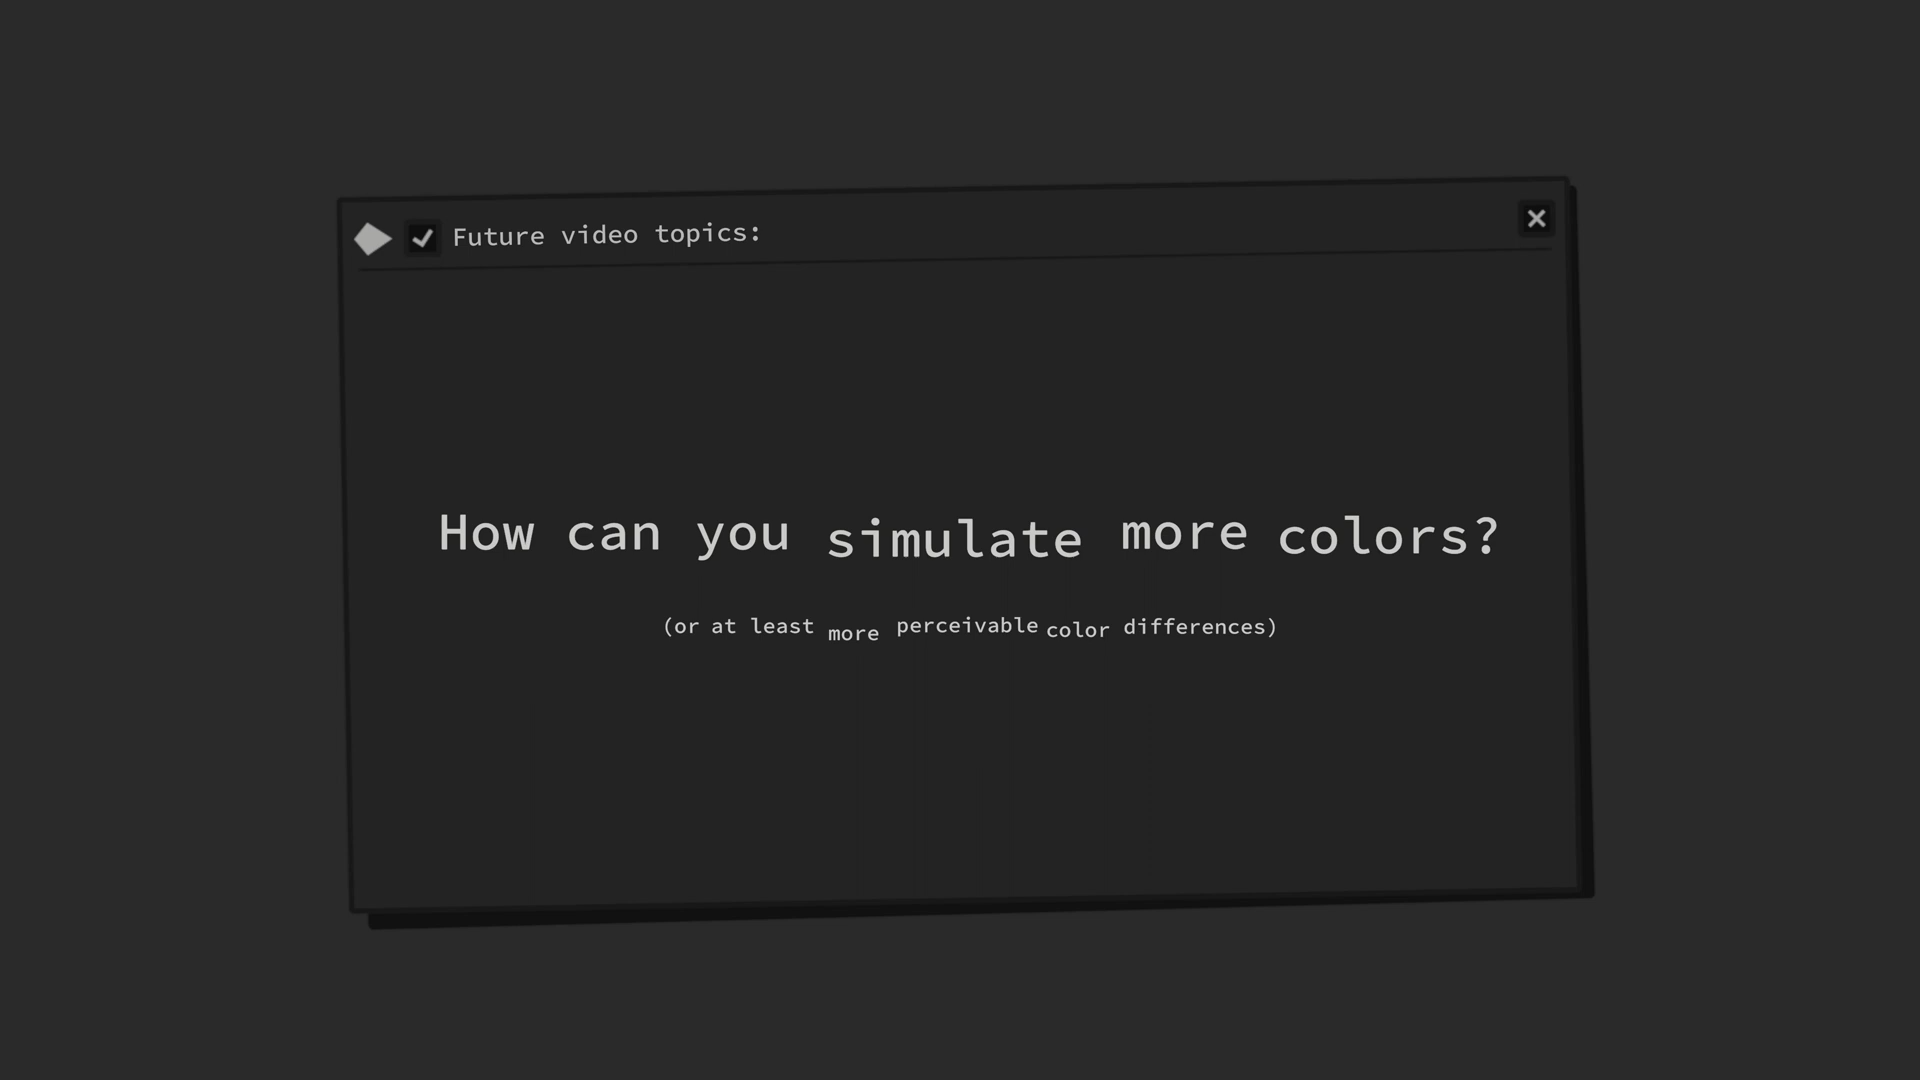 Future video topics:
How can you simulate more colors?
(or at least more perceivable color differences)